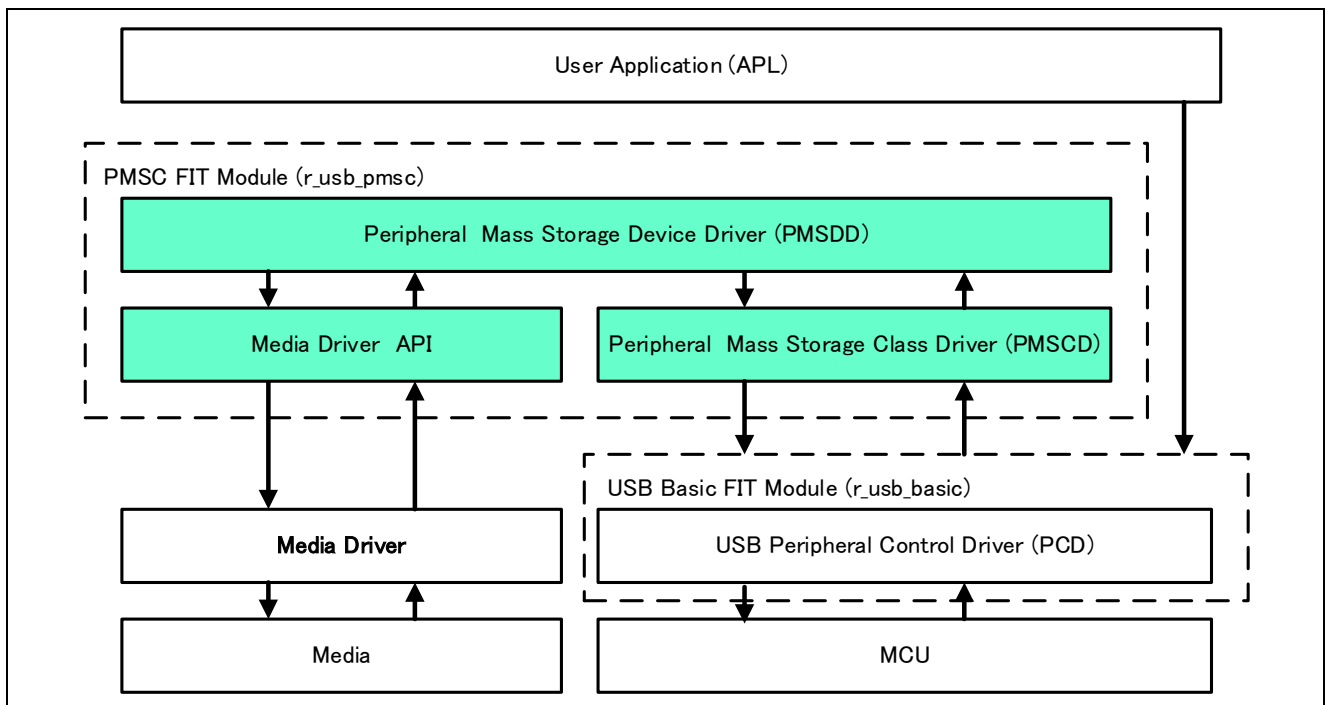 User Application (APL)
PMSC FIT Module (r_usb_pmsc)
Peripheral Mass Storage Device Driver (PMSDD)
Media Driver API
Peripheral Mass Storage Class Driver (PMSCD)
USB Basic FIT Module (r_usb_basic)
Media Driver
USB Peripheral Control Driver (PCD)
Media
MCU